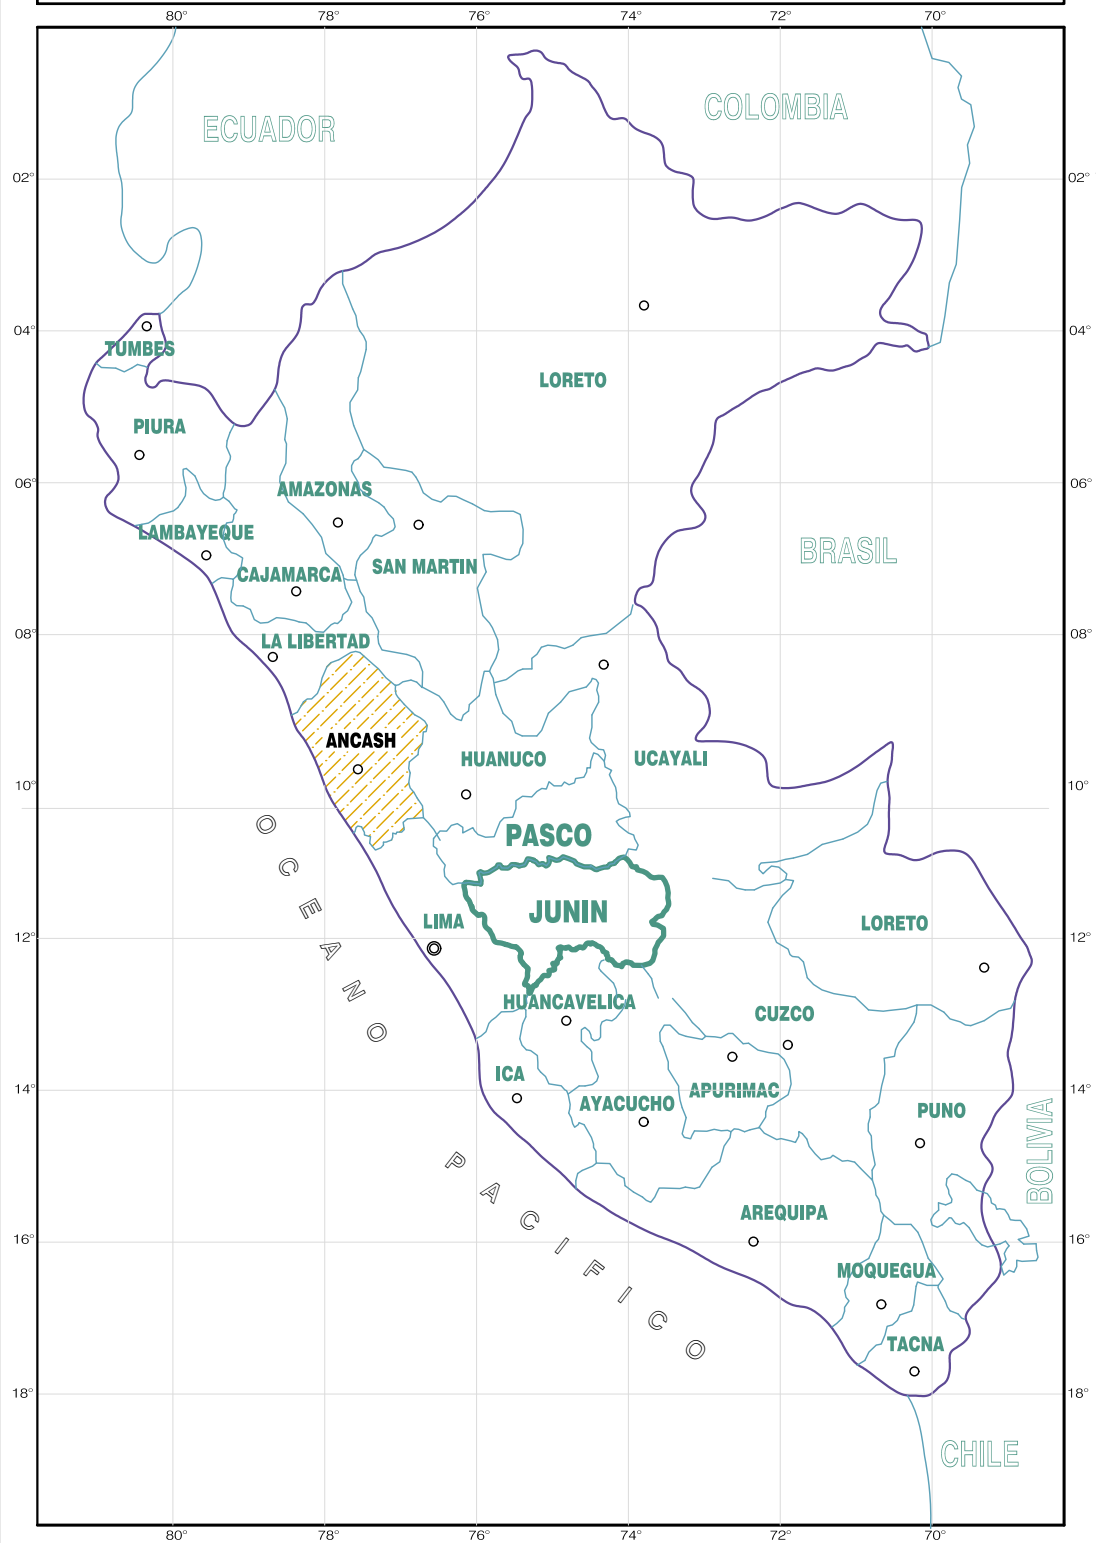 80° 78° 76° 74° 72° 70°
COLOMBIA
ECUADOR
02° 02°
04° 04°
TUMBES
LORETO
PIURA
06° 06°
AMAZONAS
LAMBAYEQUE
BRASIL
SAN MARTIN
CAJAMARCA
08° 08°
LA LIBERTAD
ANCASH
HUANUCO
UCAYALI
10° 10°
PASCO
JUNIN
LIMA
LORETO
12° 12°
HUANCAVELICA
CUZCO
ICA
14° 14°
APURIMAC
AYACUCHO
PUNO
BOLIVIA
AREQUIPA
16° 16°
MOQUEGUA
OCEANO PACIFICO
TACNA
18° 18°
CHILE
80° 78° 76° 74° 72° 70°